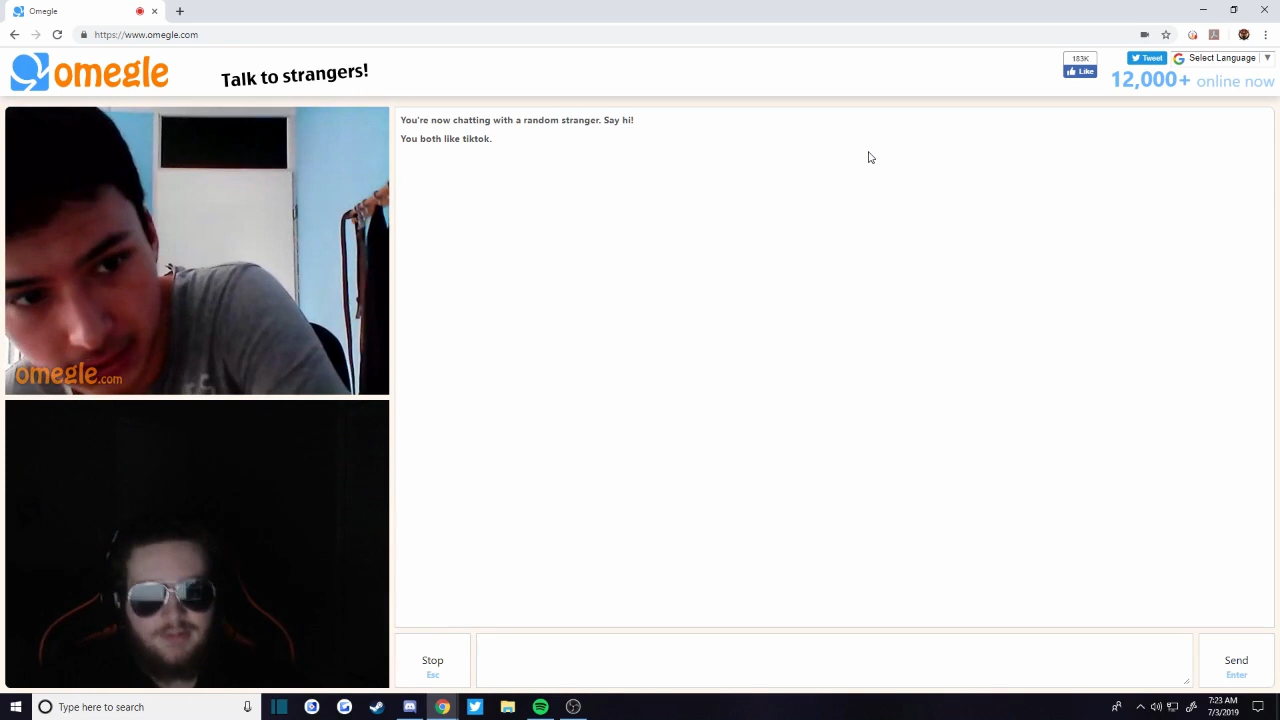 Omegle
https://www.omegle.com
omegle
Talk to strangers!
183K
Like
Tweet
Select Language
12,000+ online now
You're now chatting with a random stranger. Say hi!
You both like tiktok.
omegle.com
Stop
Esc
Send
Enter
Type here to search
7:23 AM
7/3/2019